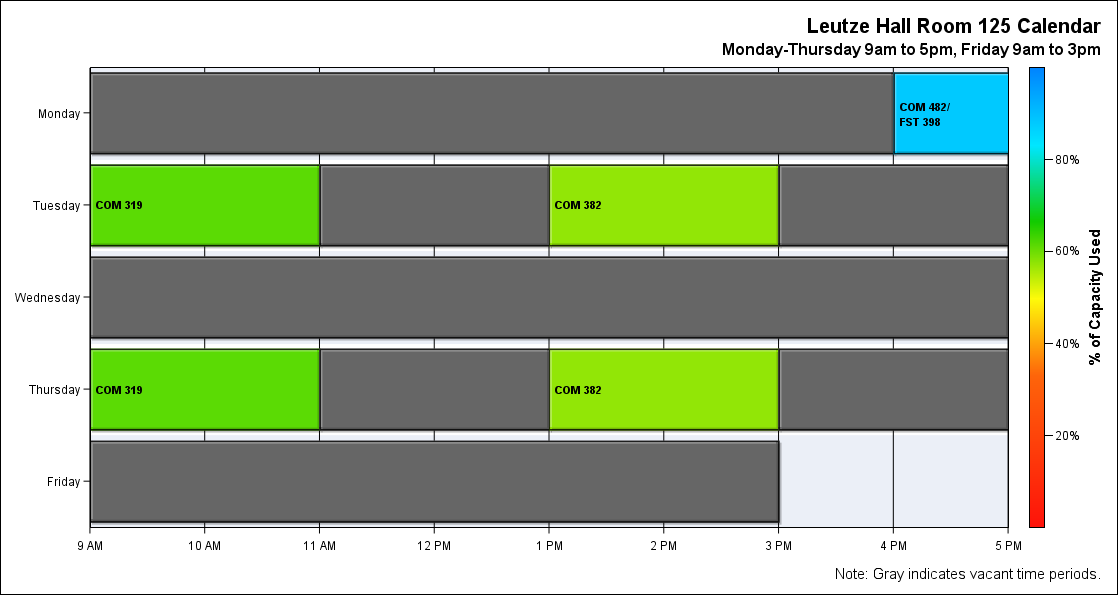 Leutze Hall Room 125 Calendar
Monday-Thursday 9am to 5pm, Friday 9am to 3pm
Monday
COM 482/
FST 398
Tuesday
COM 319
COM 382
Wednesday
Thursday
COM 319
COM 382
Friday
9 AM
10 AM
11 AM
12 PM
1 PM
2 PM
3 PM
4 PM
5 PM
80%
60%
40%
20%
% of Capacity Used
Note: Gray indicates vacant time periods.